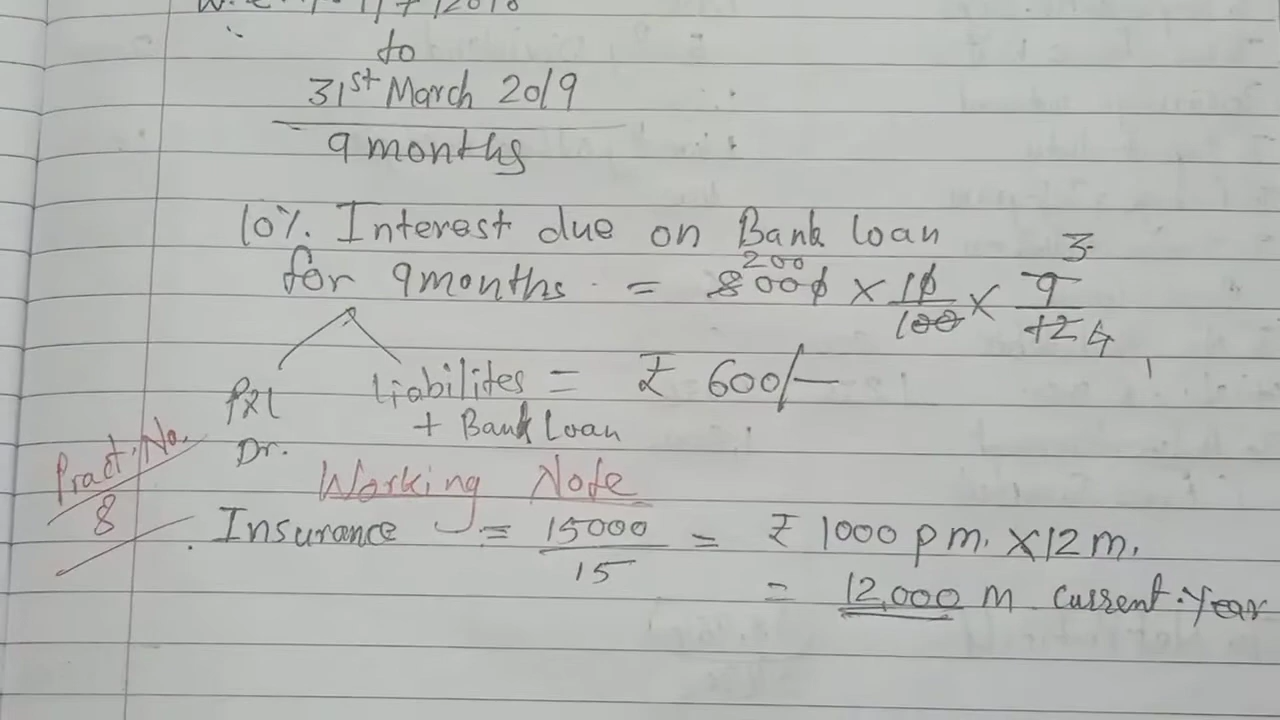 to
31st March 2019
9 months
10%. Interest due on Bank loan
for 9months = 8000 200 × 10/100 × 9/12 3 4
P&L Liabilites = ₹ 600/-
Dr. + Bank Loan
Pract. No. 8
Working Note
Insurance = 15000/15 = ₹ 1000 pm. ×12 m.
= 12,000 m current.Year